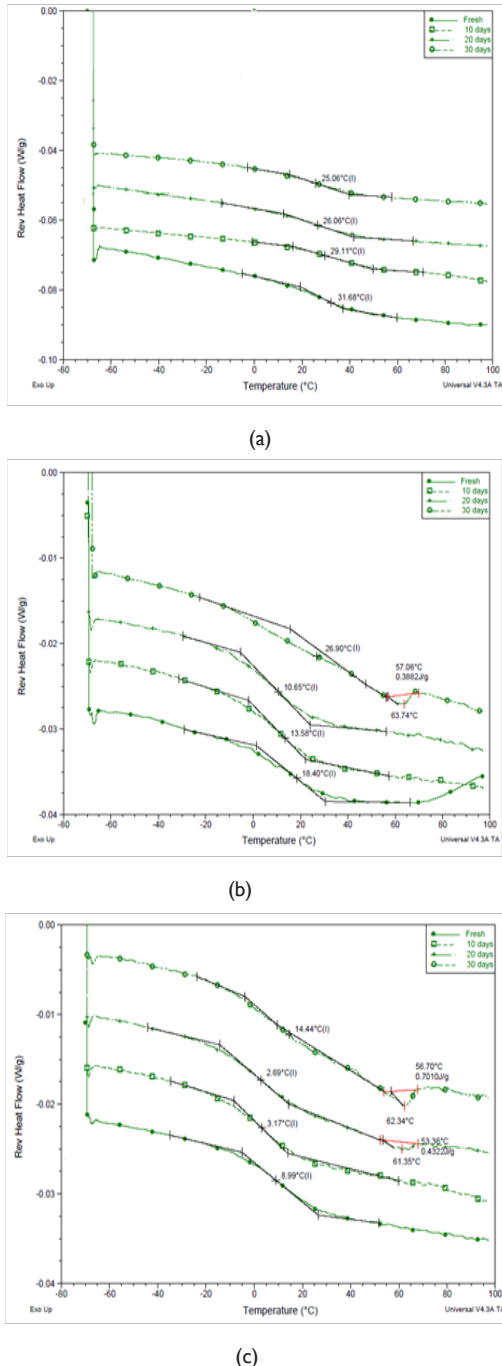 0.00
-0.02
-0.04
-0.06
-0.08
-0.10
Rev Heat Flow (W/g)
Fresh
10 days
20 days
30 days
25.06°C(I)
26.06°C(I)
29.11°C(I)
31.68°C(I)
-80 -60 -40 -20 0 20 40 60 80 100
Exo Up Temperature (°C) Universal V4.3A TA
(a)
0.00
-0.01
-0.02
-0.03
-0.04
Rev Heat Flow (W/g)
Fresh
10 days
20 days
30 days
26.90°C(I)
57.06°C
0.3882J/g
63.74°C
10.65°C(I)
13.58°C(I)
18.40°C(I)
-80 -60 -40 -20 0 20 40 60 80 100
Exo Up Temperature (°C) Universal V4.3A TA
(b)
0.00
-0.01
-0.02
-0.03
-0.04
Rev Heat Flow (W/g)
Fresh
10 days
20 days
30 days
14.44°C(I)
56.70°C
0.7010J/g
62.34°C
2.69°C(I)
53.36°C
0.4322J/g
61.35°C
3.17°C(I)
8.99°C(I)
-80 -60 -40 -20 0 20 40 60 80 100
Exo Up Temperature (°C) Universal V4.3A TA
(c)